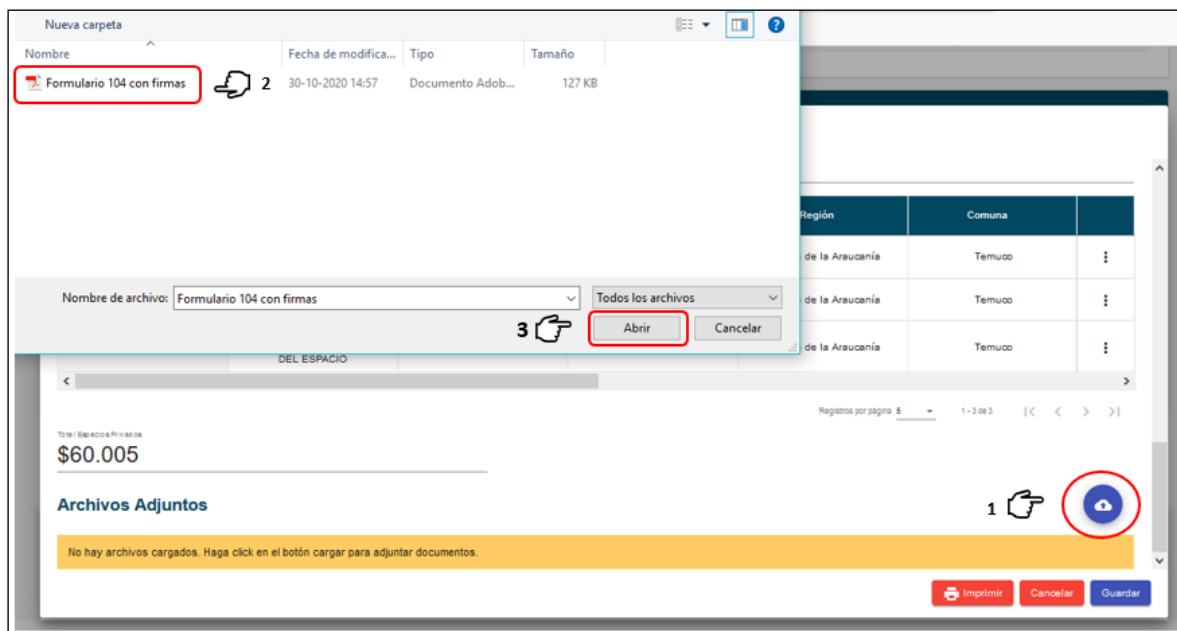 Nueva carpeta
Nombre Fecha de modifica... Tipo Tamaño
Formulario 104 con firmas 2 30-10-2020 14:57 Documento Adob... 127 KB
Región Comuna
de la Araucanía Temuco
Nombre de archivo: Formulario 104 con firmas Todos los archivos
de la Araucanía Temuco
3 Abrir Cancelar
DEL ESPACIO de la Araucanía Temuco
Registros por página 5 1 - 3 de 3
Total Espacios Privados
$60.005
Archivos Adjuntos 1
No hay archivos cargados. Haga click en el botón cargar para adjuntar documentos.
Imprimir Cancelar Guardar